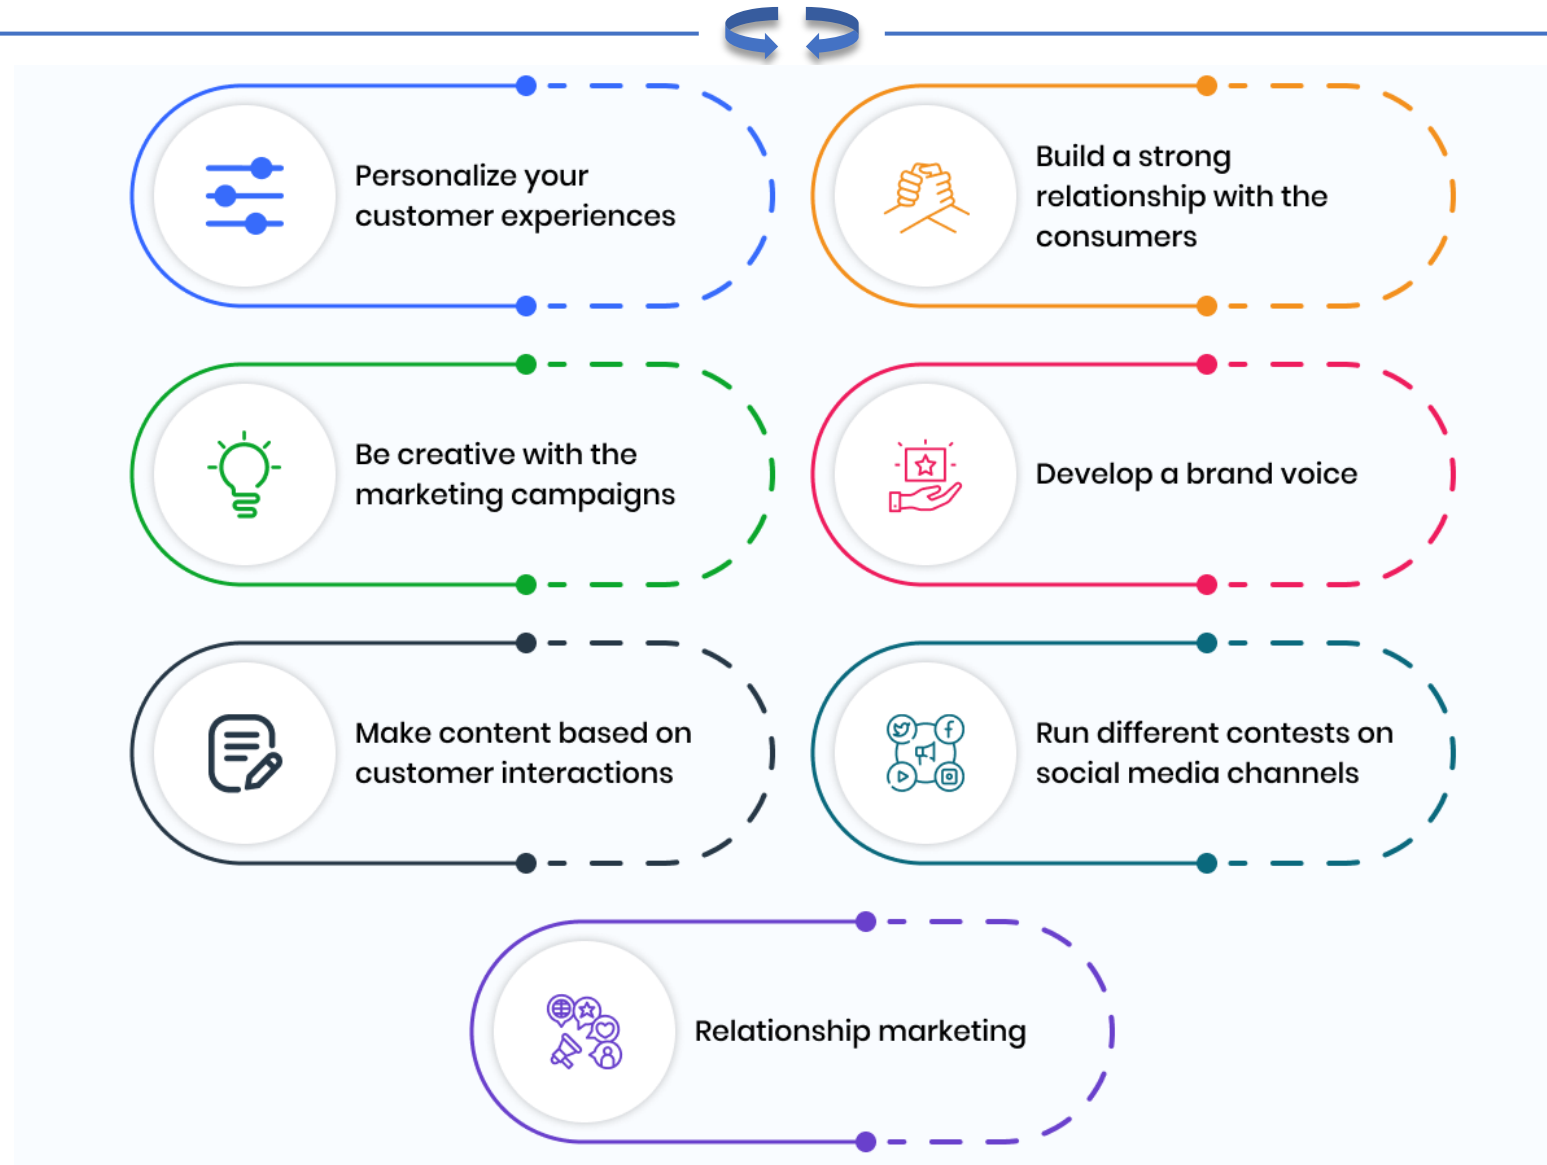 Personalize your
customer experiences
Build a strong
relationship with the
consumers
Be creative with the
marketing campaigns
Develop a brand voice
Make content based on
customer interactions
Run different contests on
social media channels
Relationship marketing